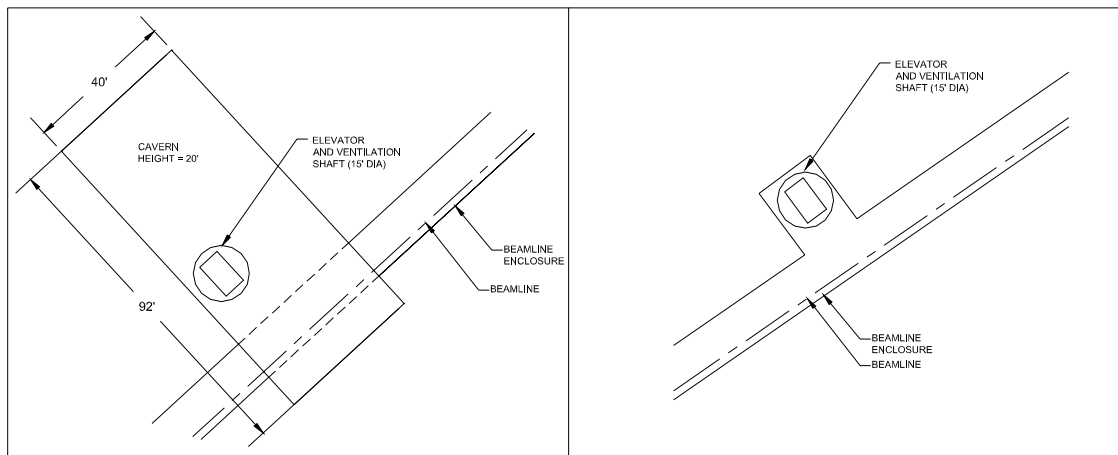 40'
CAVERN
HEIGHT = 20'
ELEVATOR
AND VENTILATION
SHAFT (15' DIA)
BEAMLINE
ENCLOSURE
BEAMLINE
92'
ELEVATOR
AND VENTILATION
SHAFT (15' DIA)
BEAMLINE
ENCLOSURE
BEAMLINE